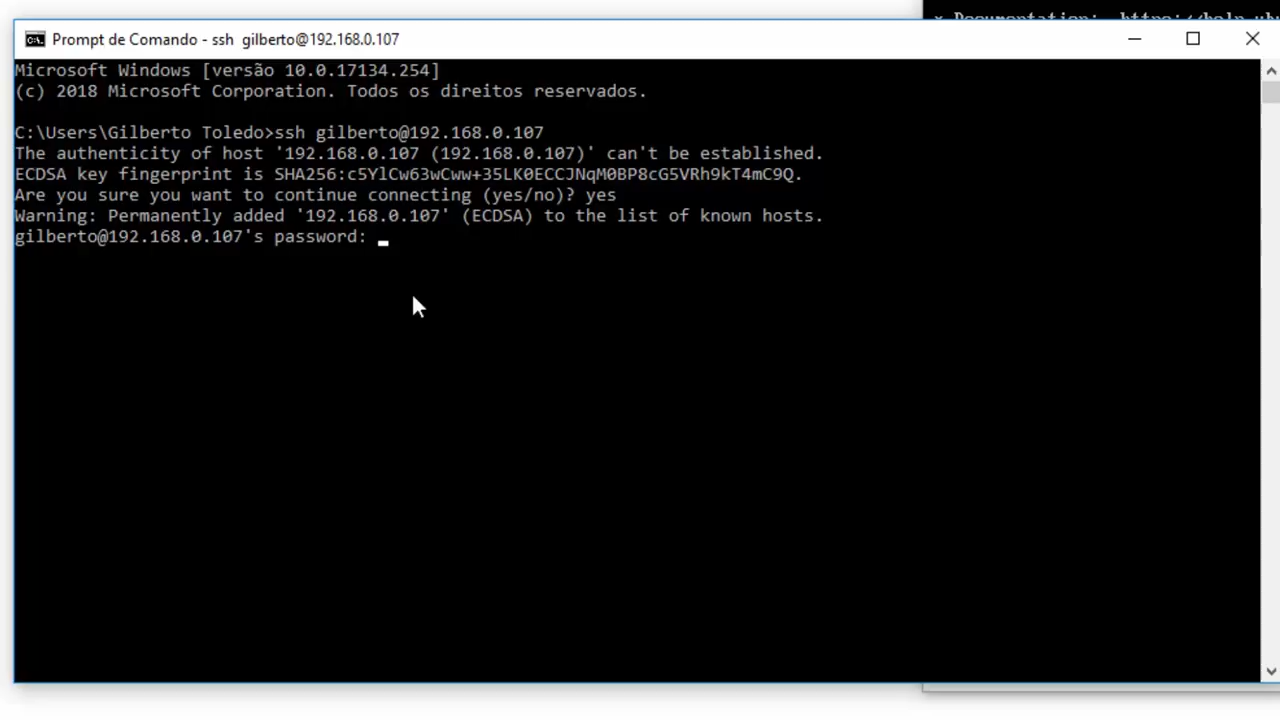 Documentation: https://help.ubu
Prompt de Comando - ssh gilberto@192.168.0.107
Microsoft Windows [versão 10.0.17134.254]
(c) 2018 Microsoft Corporation. Todos os direitos reservados.
C:\Users\Gilberto Toledo>ssh gilberto@192.168.0.107
The authenticity of host '192.168.0.107 (192.168.0.107)' can't be established.
ECDSA key fingerprint is SHA256:c5YlCw63wCww+35LK0ECCJNqM0BP8cG5VRh9kT4mC9Q.
Are you sure you want to continue connecting (yes/no)? yes
Warning: Permanently added '192.168.0.107' (ECDSA) to the list of known hosts.
gilberto@192.168.0.107's password: